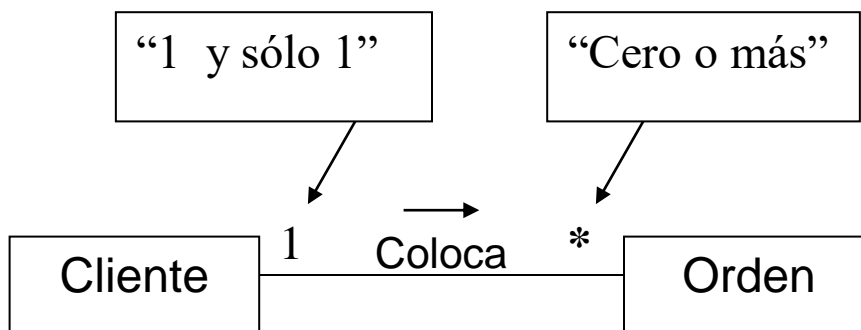 “1 y sólo 1”
“Cero o más”
1
*
Coloca
Cliente
Orden